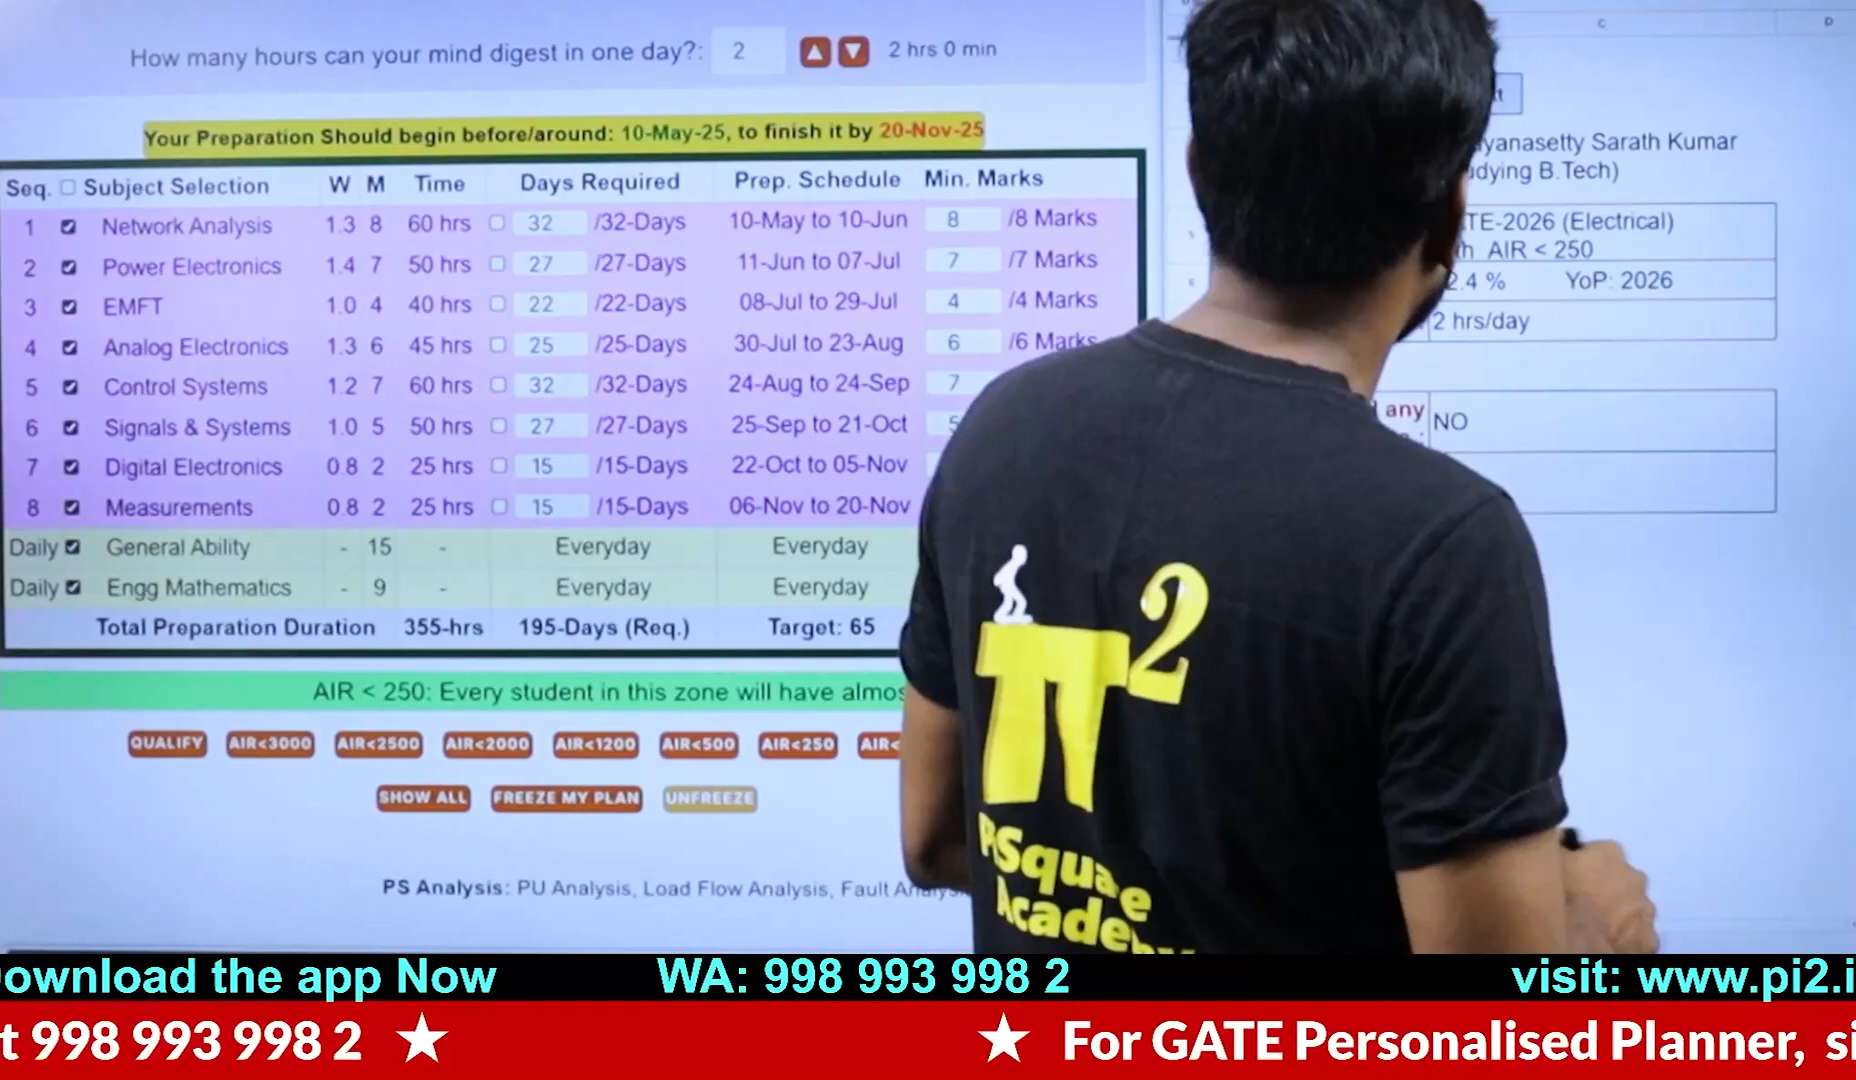 How many hours can your mind digest in one day?: 2 2 hrs 0 min
Your Preparation Should begin before/around: 10-May-25, to finish it by 20-Nov-25
Seq. Subject Selection W M Time Days Required Prep. Schedule Min. Marks
1 Network Analysis 1.3 8 60 hrs 32 /32-Days 10-May to 10-Jun 8 /8 Marks
2 Power Electronics 1.4 7 50 hrs 27 /27-Days 11-Jun to 07-Jul 7 /7 Marks
3 EMFT 1.0 4 40 hrs 22 /22-Days 08-Jul to 29-Jul 4 /4 Marks
4 Analog Electronics 1.3 6 45 hrs 25 /25-Days 30-Jul to 23-Aug 6 /6 Marks
5 Control Systems 1.2 7 60 hrs 32 /32-Days 24-Aug to 24-Sep 7
6 Signals & Systems 1.0 5 50 hrs 27 /27-Days 25-Sep to 21-Oct 5
7 Digital Electronics 0.8 2 25 hrs 15 /15-Days 22-Oct to 05-Nov
8 Measurements 0.8 2 25 hrs 15 /15-Days 06-Nov to 20-Nov
Daily General Ability - 15 - Everyday Everyday
Daily Engg Mathematics - 9 - Everyday Everyday
Total Preparation Duration 355-hrs 195-Days (Req.) Target: 65
AIR < 250: Every student in this zone will have almos
QUALIFY AIR<3000 AIR<2500 AIR<2000 AIR<1200 AIR<500 AIR<250 AIR<
SHOW ALL FREEZE MY PLAN UNFREEZE
PS Analysis: PU Analysis, Load Flow Analysis, Fault Analys
C D
yanasetty Sarath Kumar
dying B.Tech)
TE-2026 (Electrical)
h AIR < 250
2.4 % YoP: 2026
2 hrs/day
any NO
π2
PiSquare
Academy
ownload the app Now WA: 998 993 998 2 visit: www.pi2.i
t 998 993 998 2 ★ ★ For GATE Personalised Planner, si